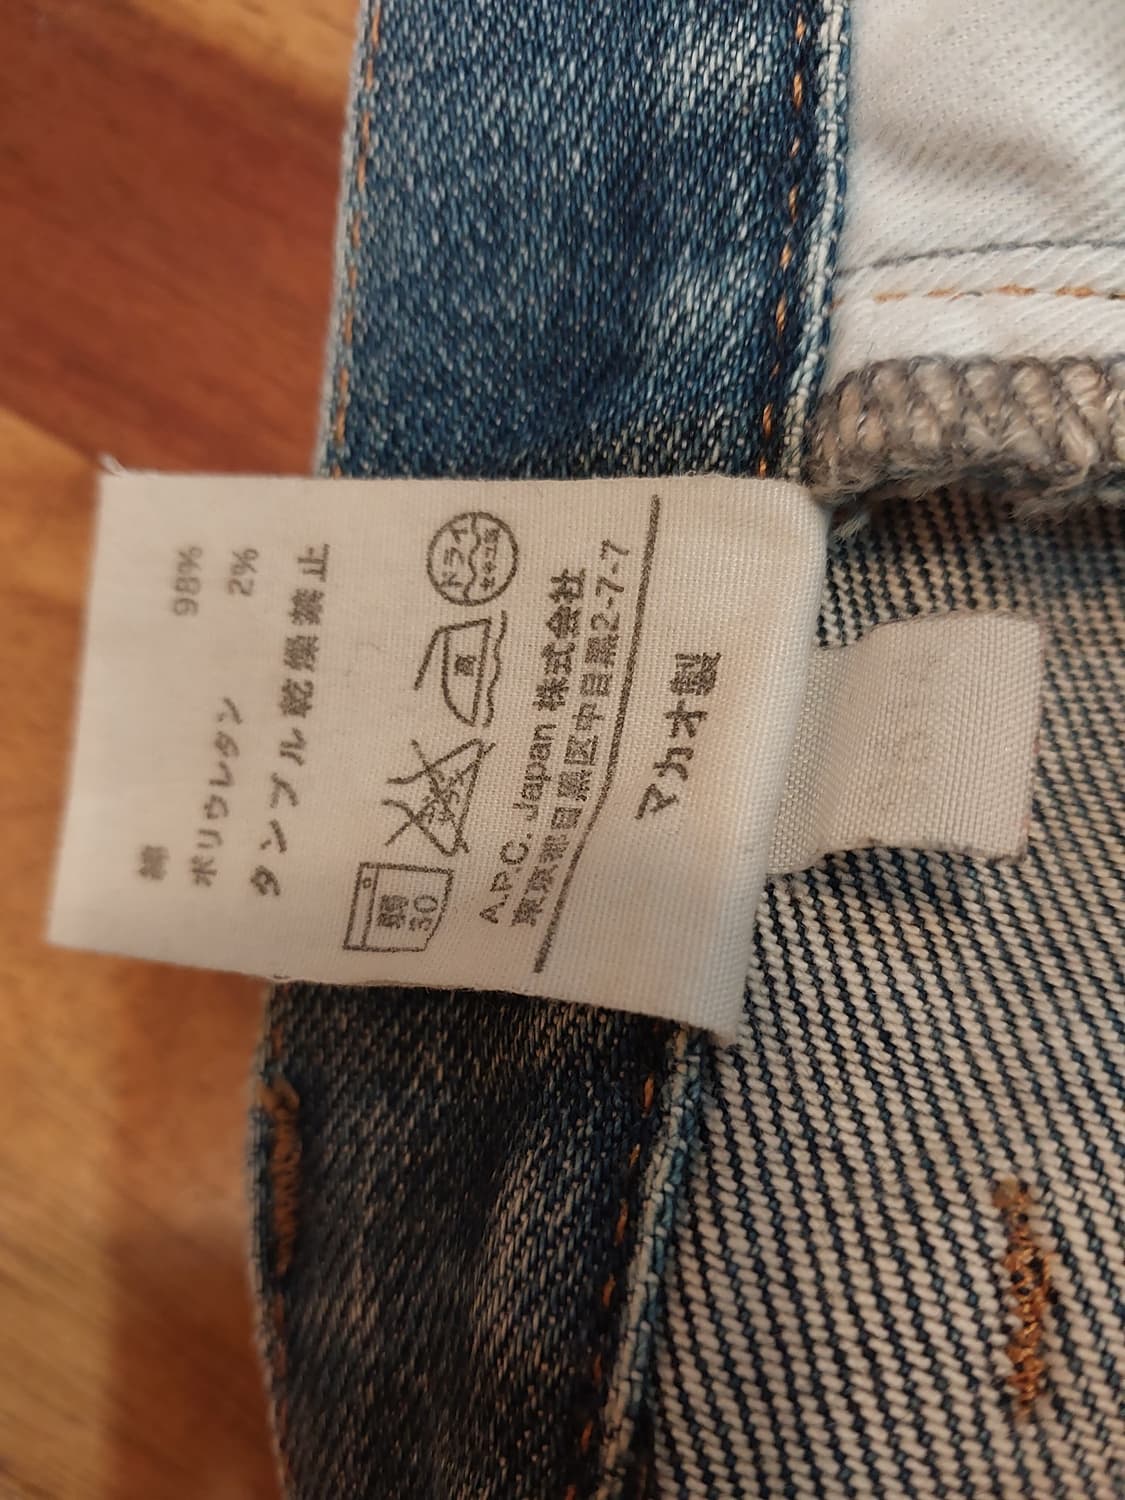 綿 98%
ポリウレタン 2%
タンブル乾燥禁止
弱 30
ドライ
A.P.C. Japan 株式会社
東京都目黒区中目黒2-7-7
マカオ製